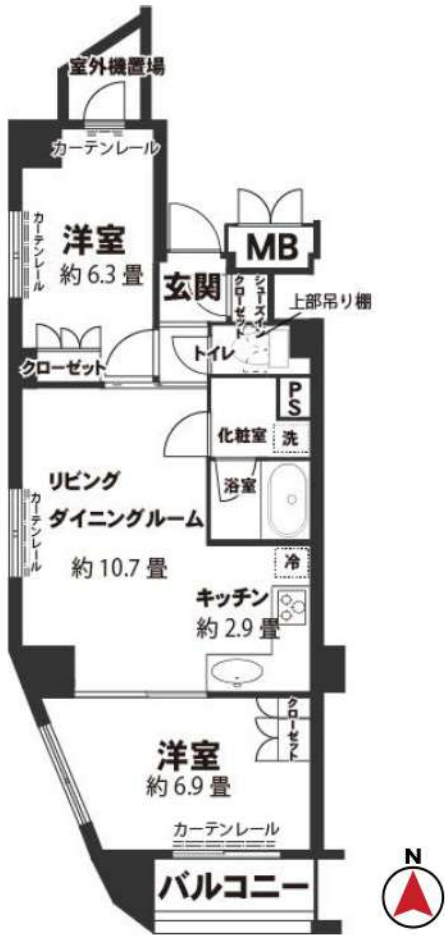 室外機置場
カーテンレール
カーテンレール
洋室
約 6.3 畳
MB
玄関
シューズイン
クローゼット
上部吊り棚
トイレ
クローゼット
PS
化粧室
洗
浴室
リビング
ダイニングルーム
約 10.7 畳
カーテンレール
冷
キッチン
約 2.9 畳
クローゼット
洋室
約 6.9 畳
カーテンレール
バルコニー
N